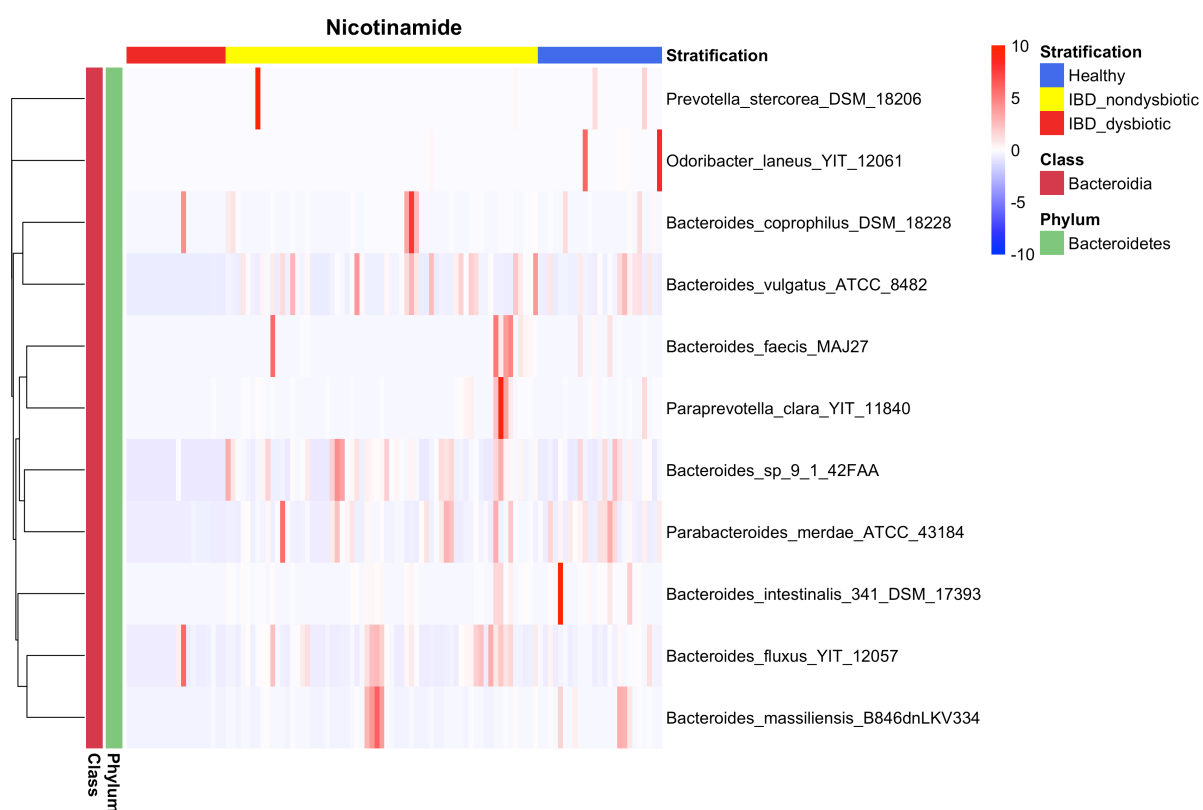 Nicotinamide
Stratification
Prevotella_stercorea_DSM_18206
Odoribacter_laneus_YIT_12061
Bacteroides_coprophilus_DSM_18228
Bacteroides_vulgatus_ATCC_8482
Bacteroides_faecis_MAJ27
Paraprevotella_clara_YIT_11840
Bacteroides_sp_9_1_42FAA
Parabacteroides_merdae_ATCC_43184
Bacteroides_intestinalis_341_DSM_17393
Bacteroides_fluxus_YIT_12057
Bacteroides_massiliensis_B846dnLKV334
Class
Phylum
10
5
0
-5
-10
Stratification
Healthy
IBD_nondysbiotic
IBD_dysbiotic
Class
Bacteroidia
Phylum
Bacteroidetes